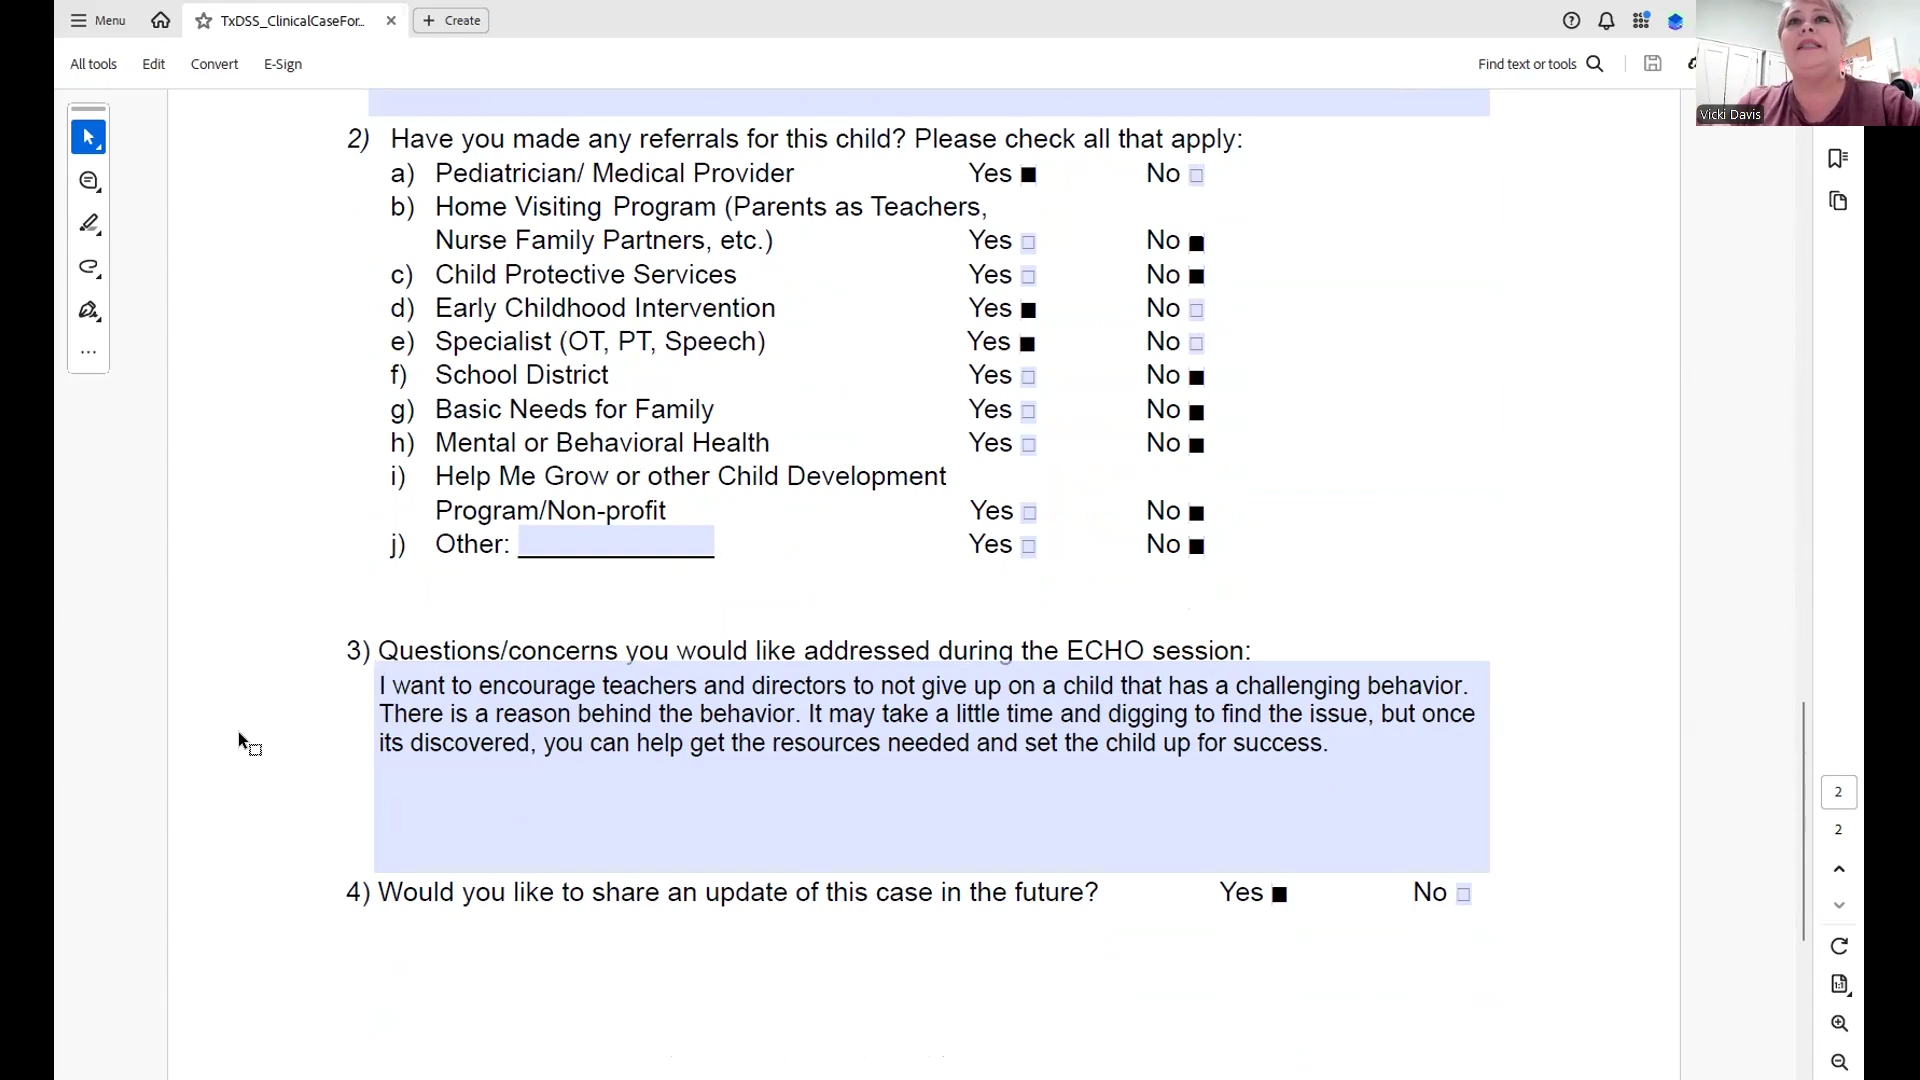 Menu
TxDSS_ClinicalCaseFor...
Create
All tools
Edit
Convert
E-Sign
Find text or tools
Vicki Davis
2) Have you made any referrals for this child? Please check all that apply:
a) Pediatrician/ Medical Provider Yes ■ No □
b) Home Visiting Program (Parents as Teachers,
Nurse Family Partners, etc.) Yes □ No ■
c) Child Protective Services Yes □ No ■
d) Early Childhood Intervention Yes ■ No □
e) Specialist (OT, PT, Speech) Yes ■ No □
f) School District Yes □ No ■
g) Basic Needs for Family Yes □ No ■
h) Mental or Behavioral Health Yes □ No ■
i) Help Me Grow or other Child Development
Program/Non-profit Yes □ No ■
j) Other: Yes □ No ■
3) Questions/concerns you would like addressed during the ECHO session:
I want to encourage teachers and directors to not give up on a child that has a challenging behavior.
There is a reason behind the behavior. It may take a little time and digging to find the issue, but once
its discovered, you can help get the resources needed and set the child up for success.
4) Would you like to share an update of this case in the future? Yes ■ No □
2
2